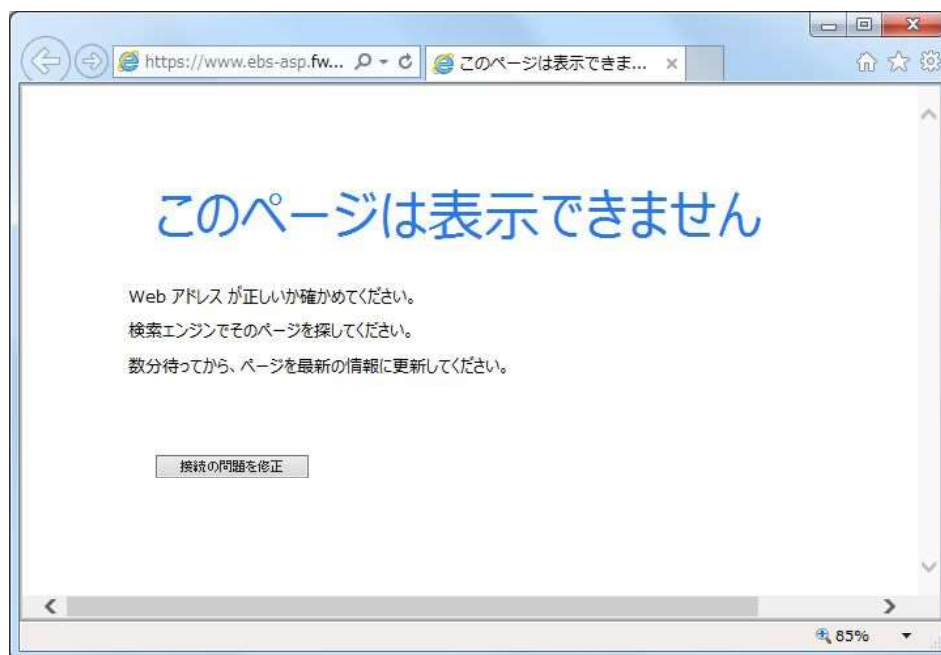 https://www.ebs-asp.fw...
このページは表示できま...
このページは表示できません
Web アドレス が正しいか確かめてください。
検索エンジンでそのページを探してください。
数分待ってから、ページを最新の情報に更新してください。
接続の問題を修正
85%